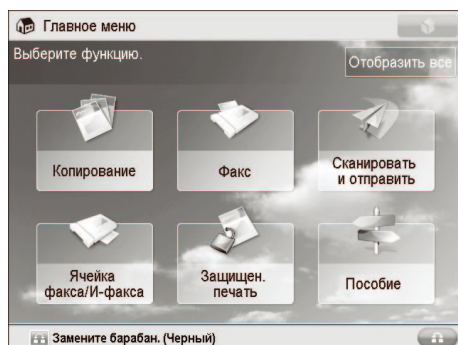 Главное меню
Выберите функцию.
Отобразить все
Копирование
Факс
Сканировать
и отправить
Ячейка
факса/И-факса
Защищен.
печать
Пособие
Замените барабан. (Черный)